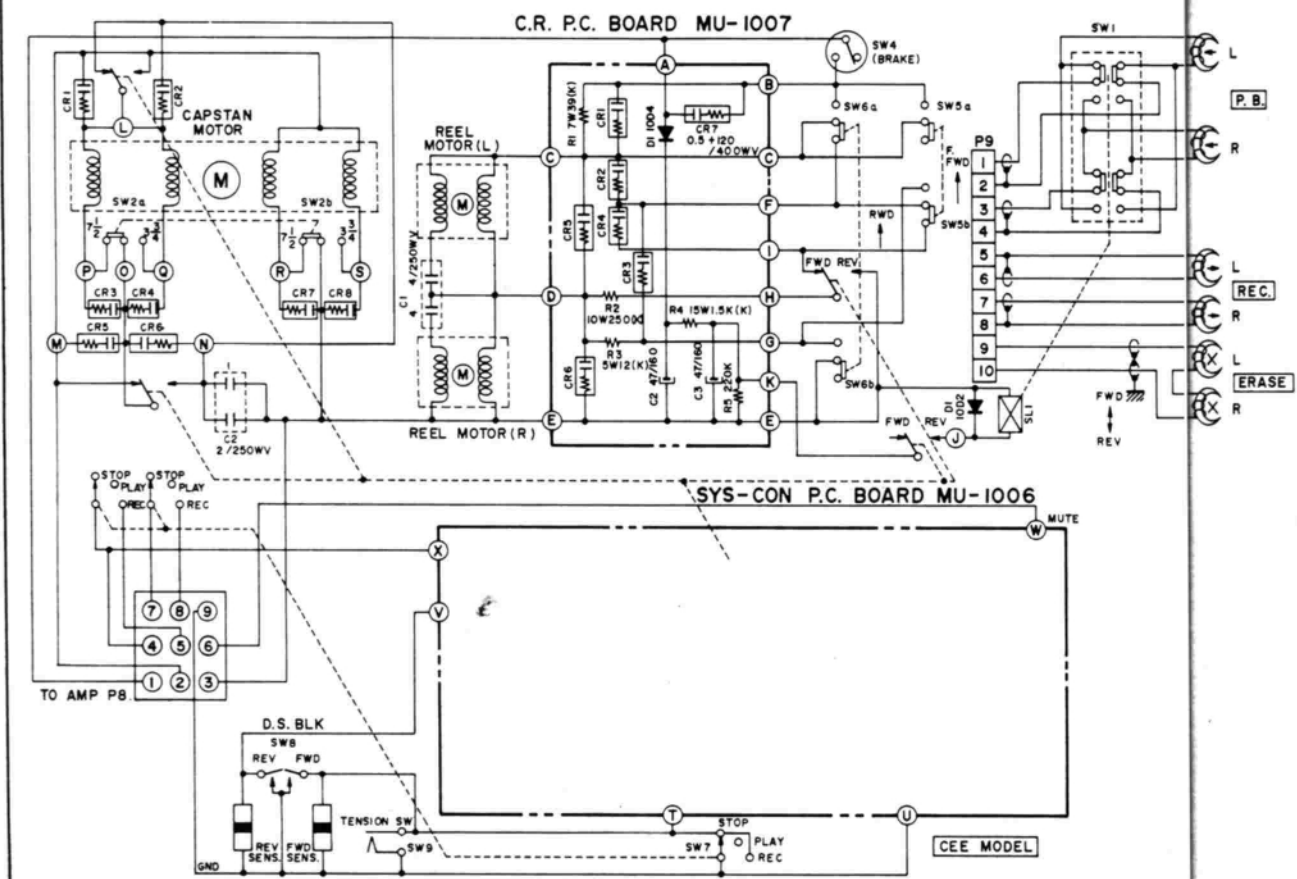 C.R. P.C. BOARD MU-1007
SW1
SW4
(BRAKE)
A
B
L
P. B.
R
CR1
CR2
L
CAPSTAN
MOTOR
M
SW2a
SW2b
7 1/2
3 3/4
7 1/2
3 3/4
P
O
Q
R
S
CR3
CR4
CR7
CR8
CR5
CR6
M
N
1
C2
2/250WV
REEL
MOTOR(L)
M
4/250WV
C1
4
M
REEL MOTOR(R)
C
D
E
R1 7W39(K)
CR1
D1 1004
CR7
0.5+120
/400WV
CR2
CR5
CR4
CR3
R2
10W250(K)
R4 15W1.5K(K)
R3
5W12(K)
CR6
C2 47/160
C3 47/160
R5 220K
C
F
I
H
G
K
E
SW6a
SW5a
F.
FWD
RWD
SW5b
FWD REV
SW6b
FWD REV
J
D1
1002
SL1
P9
1
2
3
4
5
6
7
8
9
10
L
REC.
R
L
ERASE
R
FWD
REV
STOP
PLAY
REC
STOP
PLAY
REC
SYS-CON P.C. BOARD MU-1006
W
MUTE
X
V
7 8 9
4 5 6
1 2 3
TO AMP P8
D.S. BLK
SW8
REV FWD
REV
SENS.
FWD
SENS.
GND
TENSION SW
SW9
T
STOP
PLAY
SW7
REC
U
CEE MODEL